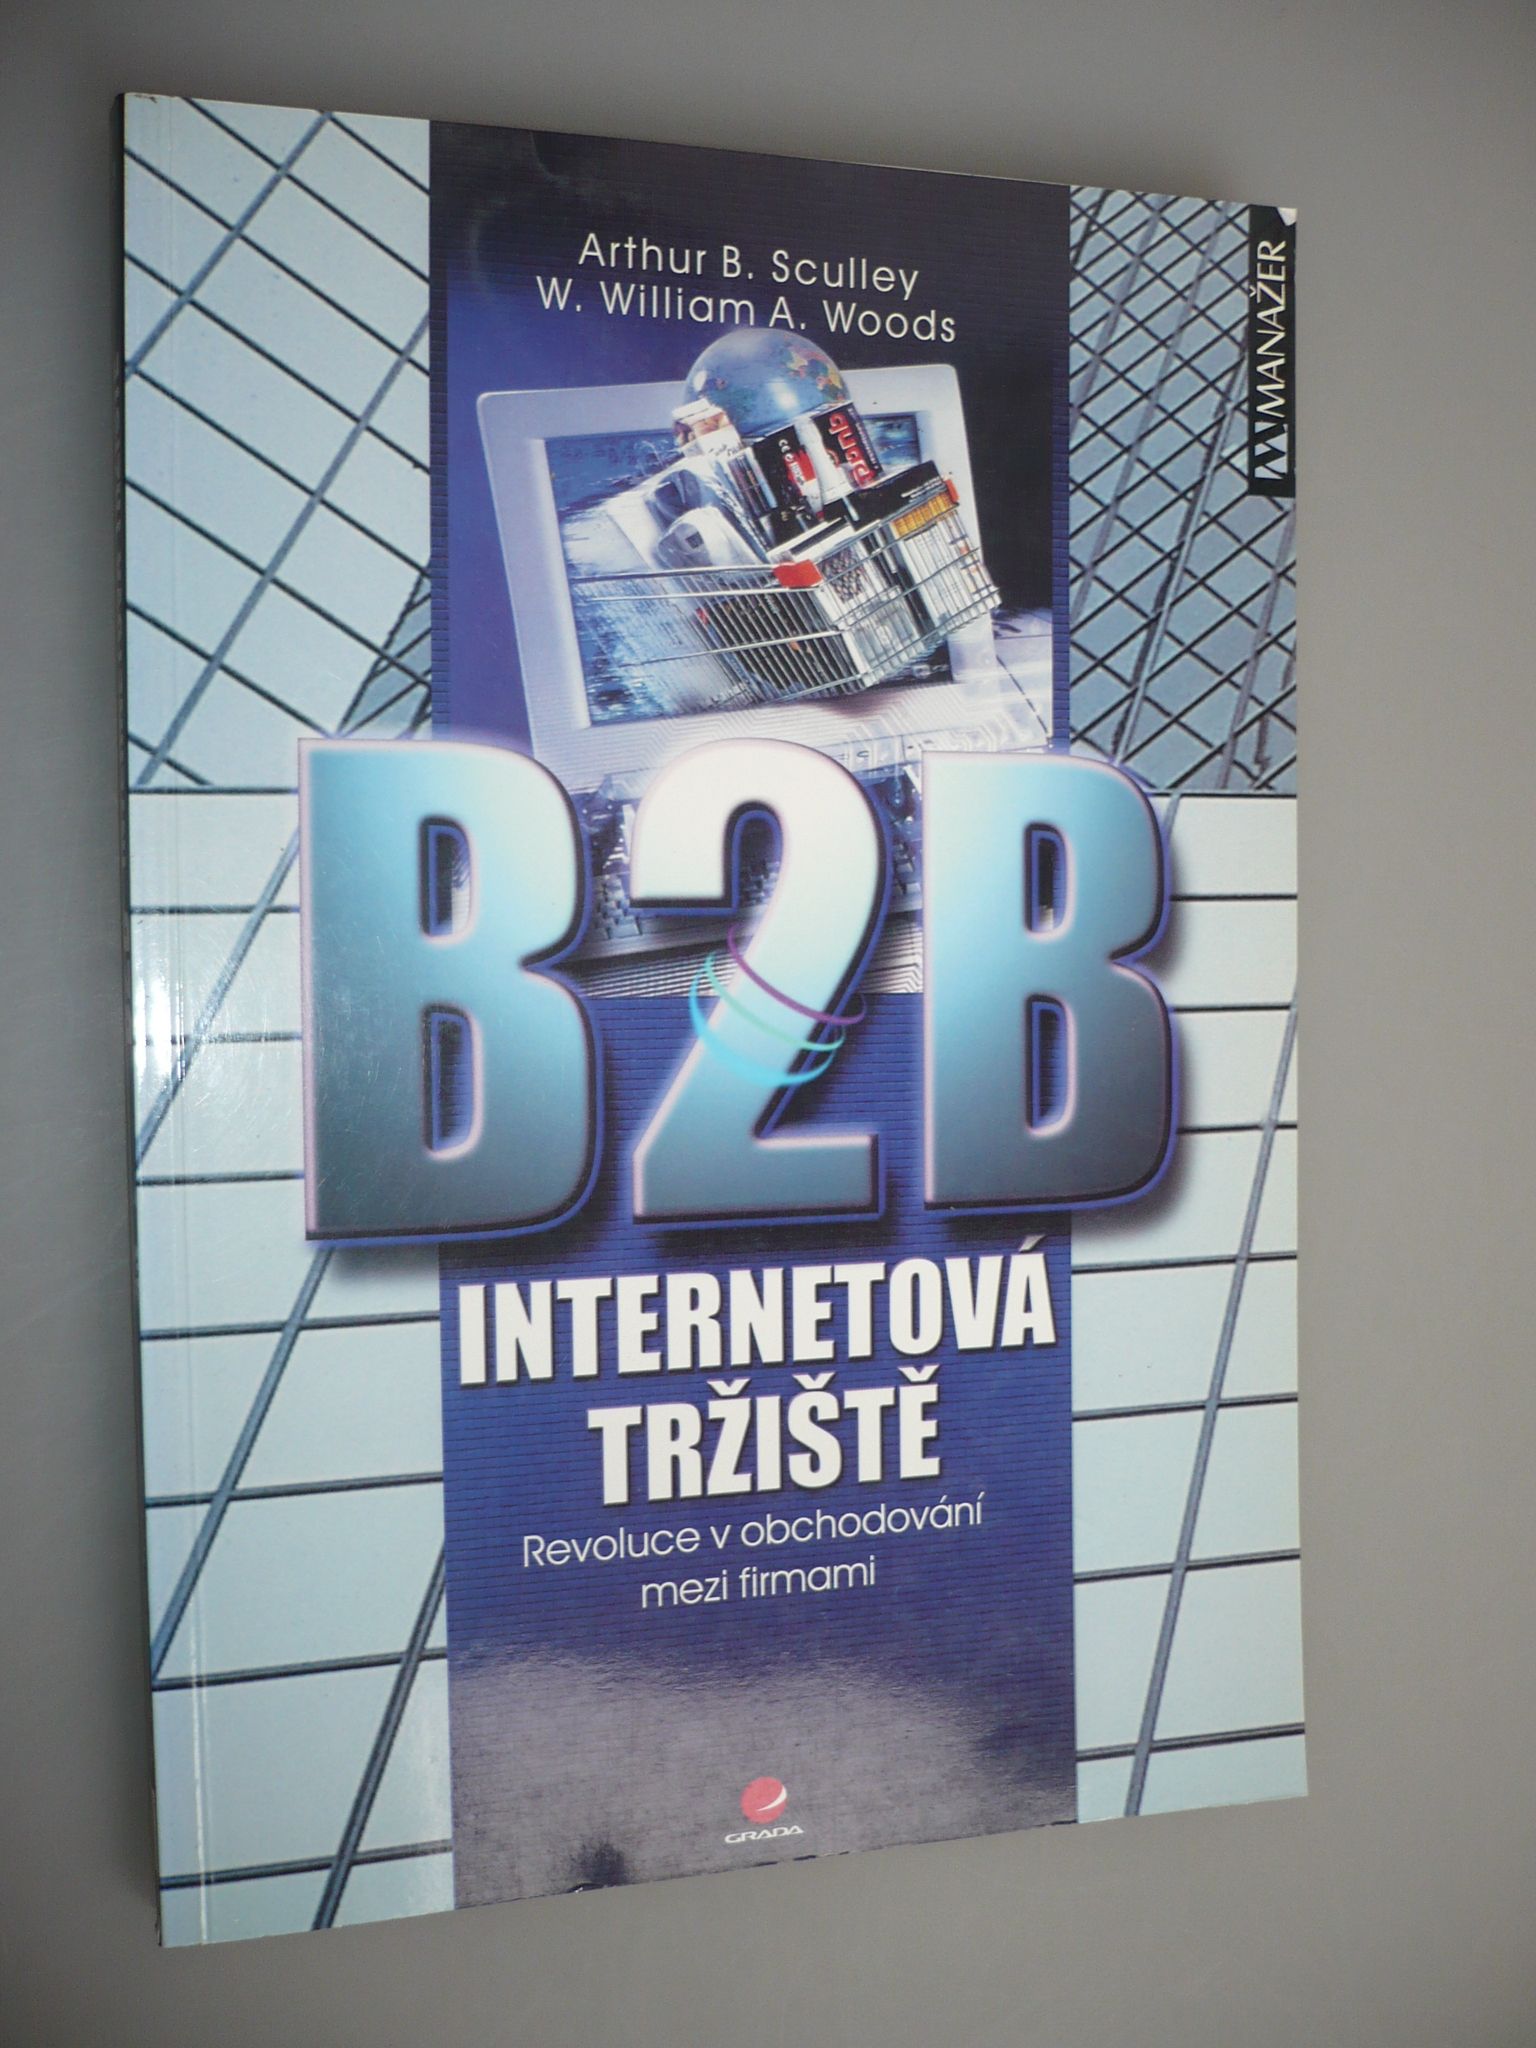 Arthur B. Sculley
W. William A. Woods
MANAŽER
B2B
INTERNETOVÁ
TRŽIŠTĚ
Revoluce v obchodování
mezi firmami
GRADA